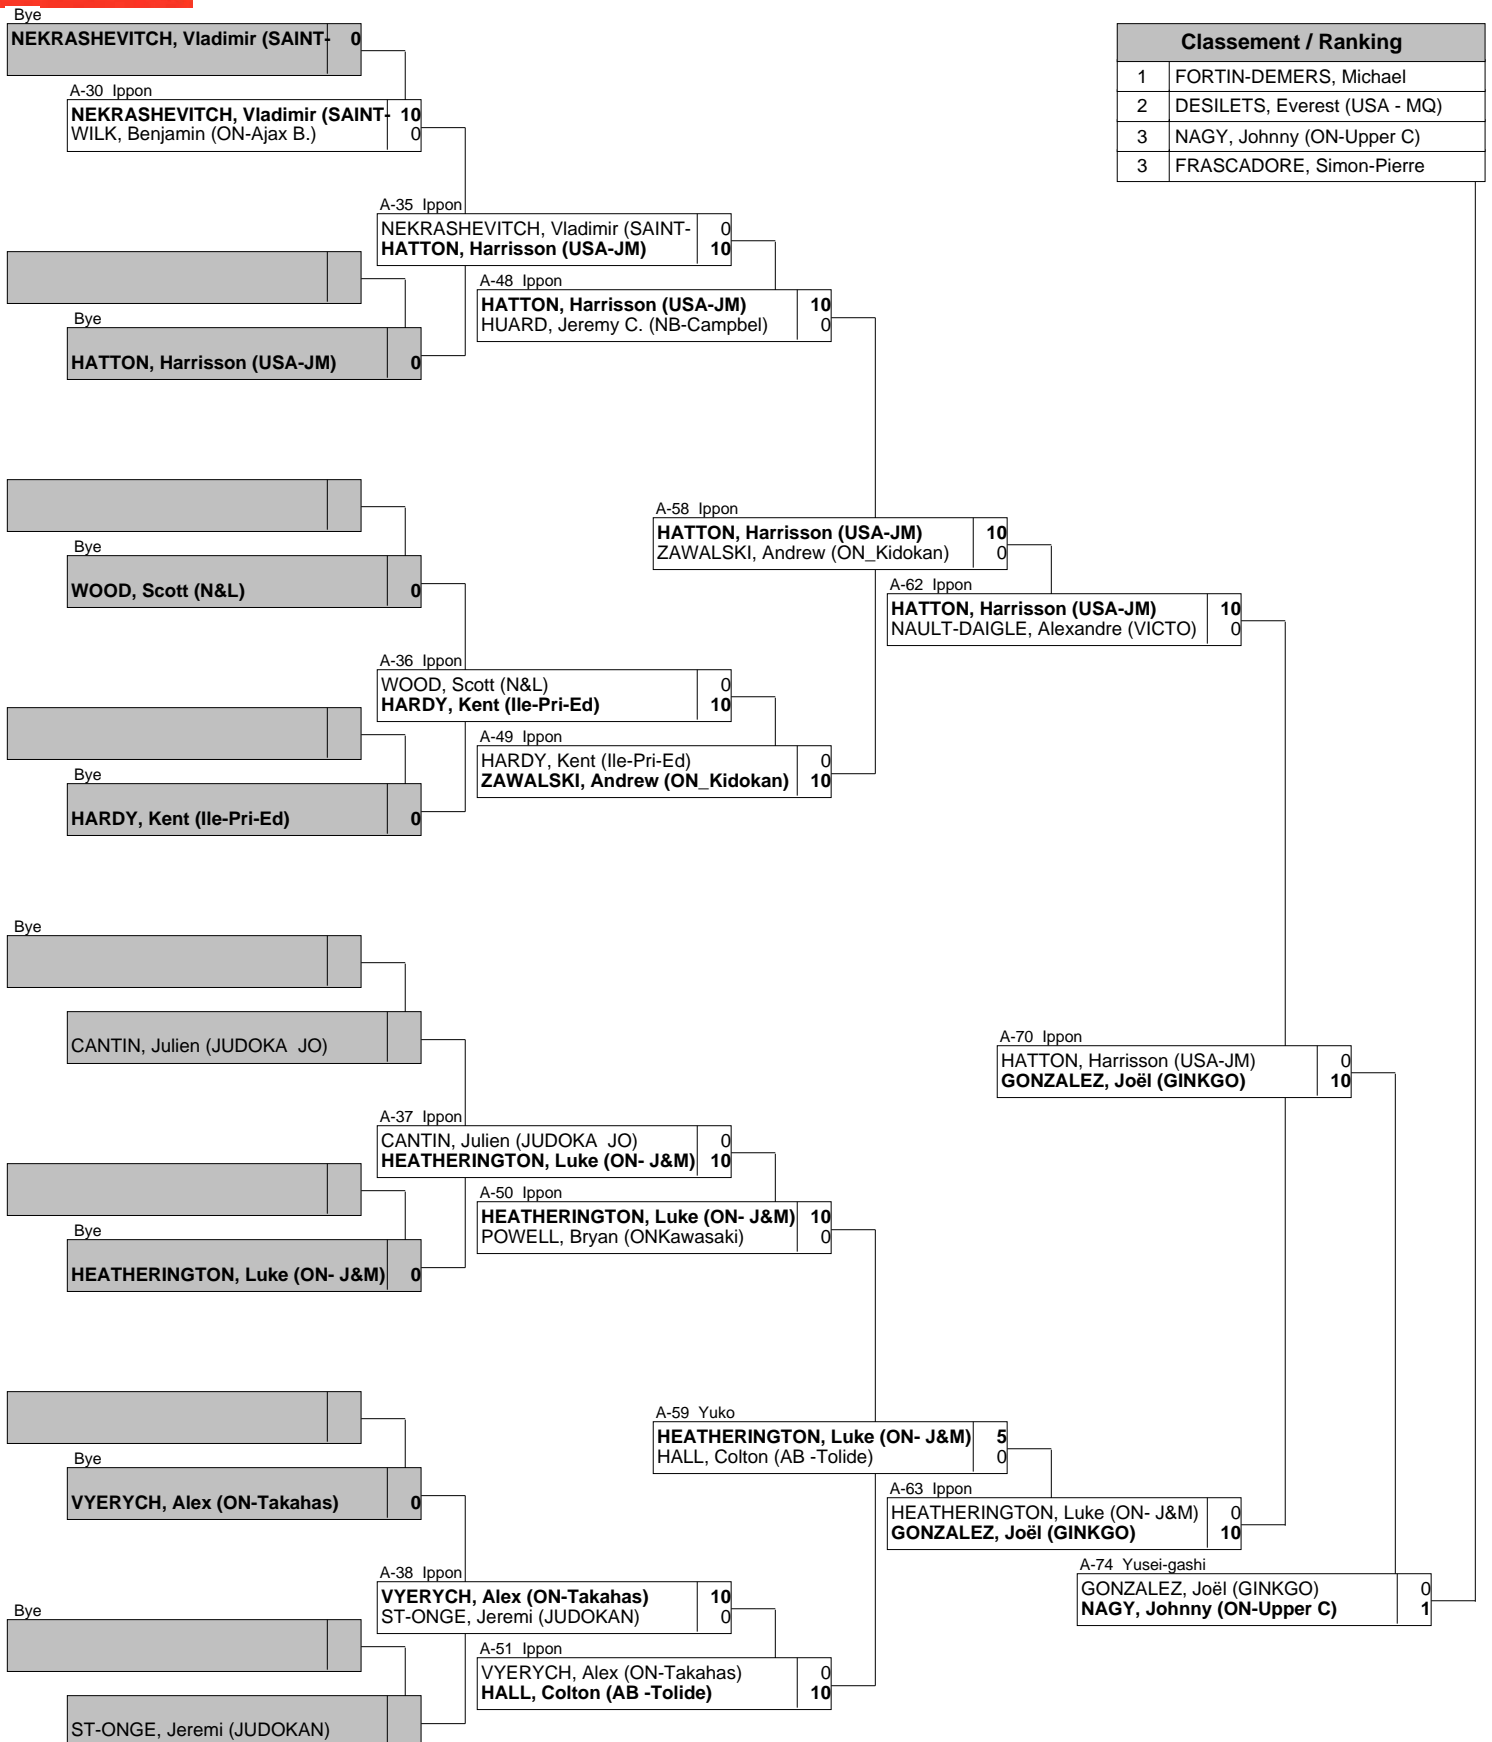 Bye
NEKRASHEVITCH, Vladimir (SAINT- 0
A-30 Ippon
NEKRASHEVITCH, Vladimir (SAINT- 10
WILK, Benjamin (ON-Ajax B.) 0
Classement / Ranking
1 FORTIN-DEMERS, Michael
2 DESILETS, Everest (USA - MQ)
3 NAGY, Johnny (ON-Upper C)
3 FRASCADORE, Simon-Pierre
A-35 Ippon
NEKRASHEVITCH, Vladimir (SAINT- 0
HATTON, Harrisson (USA-JM) 10
A-48 Ippon
HATTON, Harrisson (USA-JM) 10
HUARD, Jeremy C. (NB-Campbel) 0
Bye
HATTON, Harrisson (USA-JM) 0
A-58 Ippon
HATTON, Harrisson (USA-JM) 10
ZAWALSKI, Andrew (ON_Kidokan) 0
Bye
WOOD, Scott (N&L) 0
A-62 Ippon
HATTON, Harrisson (USA-JM) 10
NAULT-DAIGLE, Alexandre (VICTO) 0
A-36 Ippon
WOOD, Scott (N&L) 0
HARDY, Kent (Ile-Pri-Ed) 10
A-49 Ippon
HARDY, Kent (Ile-Pri-Ed) 0
ZAWALSKI, Andrew (ON_Kidokan) 10
Bye
HARDY, Kent (Ile-Pri-Ed) 0
Bye
CANTIN, Julien (JUDOKA JO)
A-70 Ippon
HATTON, Harrisson (USA-JM) 0
GONZALEZ, Joël (GINKGO) 10
A-37 Ippon
CANTIN, Julien (JUDOKA JO) 0
HEATHERINGTON, Luke (ON- J&M) 10
A-50 Ippon
HEATHERINGTON, Luke (ON- J&M) 10
POWELL, Bryan (ONKawasaki) 0
Bye
HEATHERINGTON, Luke (ON- J&M) 0
A-59 Yuko
HEATHERINGTON, Luke (ON- J&M) 5
HALL, Colton (AB -Tolide) 0
Bye
VYERYCH, Alex (ON-Takahas) 0
A-63 Ippon
HEATHERINGTON, Luke (ON- J&M) 0
GONZALEZ, Joël (GINKGO) 10
A-74 Yusei-gashi
GONZALEZ, Joël (GINKGO) 0
NAGY, Johnny (ON-Upper C) 1
A-38 Ippon
VYERYCH, Alex (ON-Takahas) 10
ST-ONGE, Jeremi (JUDOKAN) 0
Bye
A-51 Ippon
VYERYCH, Alex (ON-Takahas) 0
HALL, Colton (AB -Tolide) 10
ST-ONGE, Jeremi (JUDOKAN)